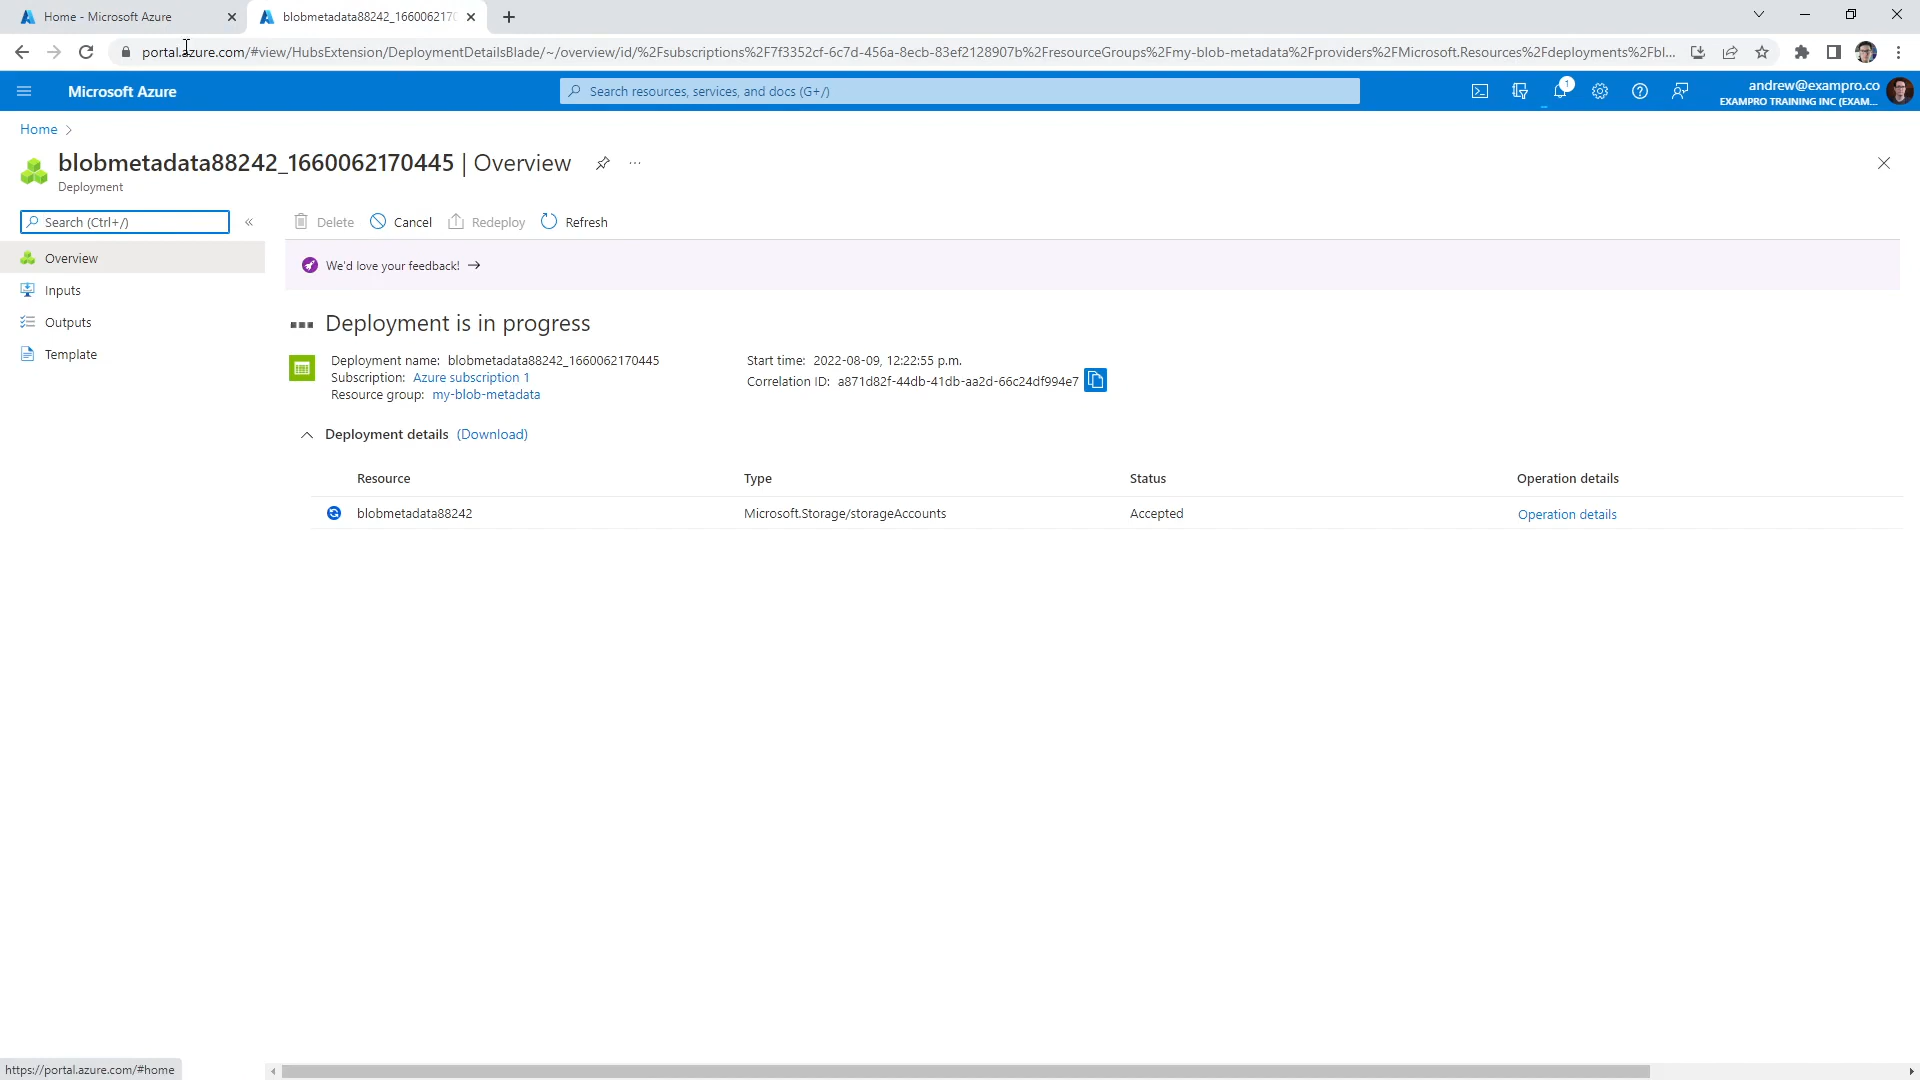 Home - Microsoft Azure
blobmetadata88242_1660062170
portal.azure.com/#view/HubsExtension/DeploymentDetailsBlade/~/overview/id/%2Fsubscriptions%2F7f3352cf-6c7d-456a-8ecb-83ef2128907b%2FresourceGroups%2Fmy-blob-metadata%2Fproviders%2FMicrosoft.Resources%2Fdeployments%2Fbl...
Microsoft Azure
Search resources, services, and docs (G+/)
1
andrew@exampro.co
EXAMPRO TRAINING INC (EXAM...
Home
blobmetadata88242_1660062170445 | Overview
Deployment
Search (Ctrl+/)
Delete
Cancel
Redeploy
Refresh
Overview
Inputs
Outputs
Template
We'd love your feedback!
Deployment is in progress
Deployment name: blobmetadata88242_1660062170445
Subscription: Azure subscription 1
Resource group: my-blob-metadata
Start time: 2022-08-09, 12:22:55 p.m.
Correlation ID: a871d82f-44db-41db-aa2d-66c24df994e7
Deployment details (Download)
Resource Type Status Operation details
blobmetadata88242 Microsoft.Storage/storageAccounts Accepted Operation details
https://portal.azure.com/#home